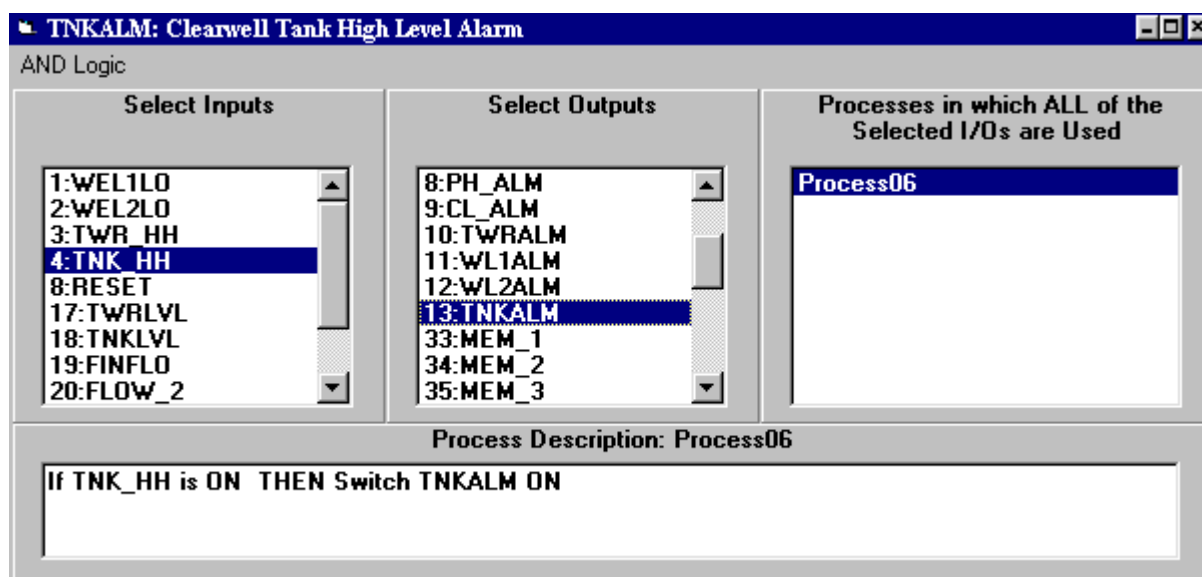 TNKALM: Clearwell Tank High Level Alarm
AND Logic
Select Inputs
1:WEL1LO
2:WEL2LO
3:TWR_HH
4:TNK_HH
8:RESET
17:TWRLVL
18:TNKLVL
19:FINFLO
20:FLOW_2
Select Outputs
8:PH_ALM
9:CL_ALM
10:TWRALM
11:WL1ALM
12:WL2ALM
13:TNKALM
33:MEM_1
34:MEM_2
35:MEM_3
Processes in which ALL of the
Selected I/Os are Used
Process06
Process Description: Process06
If TNK_HH is ON  THEN Switch TNKALM ON